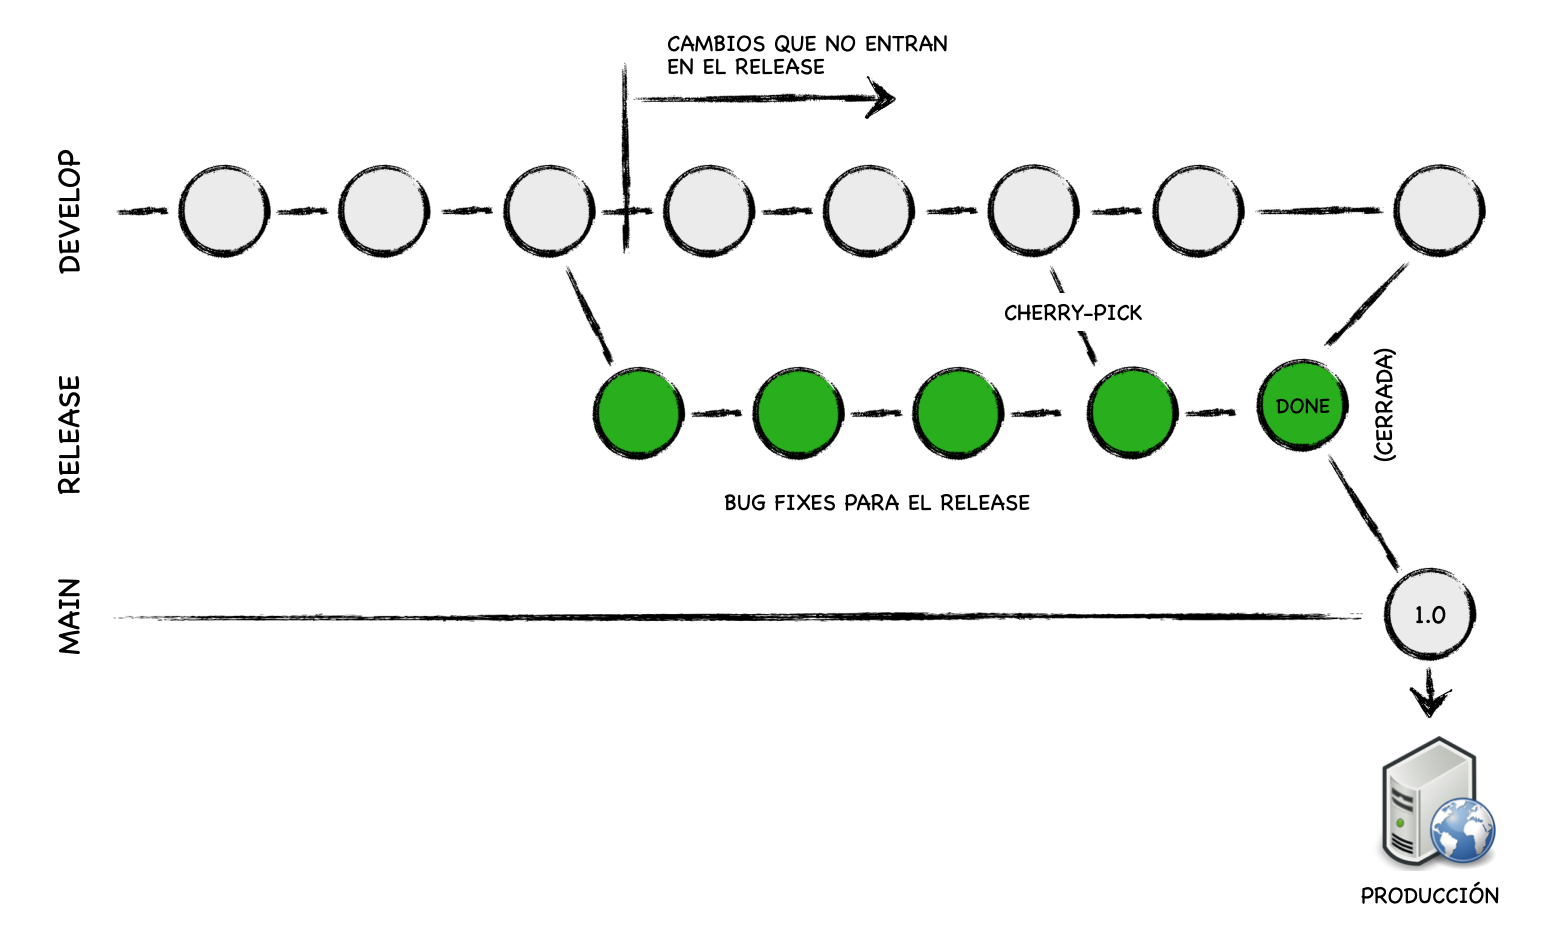 CAMBIOS QUE NO ENTRAN
EN EL RELEASE
DEVELOP
CHERRY-PICK
RELEASE
DONE
(CERRADA)
BUG FIXES PARA EL RELEASE
MAIN
1.0
PRODUCCIÓN